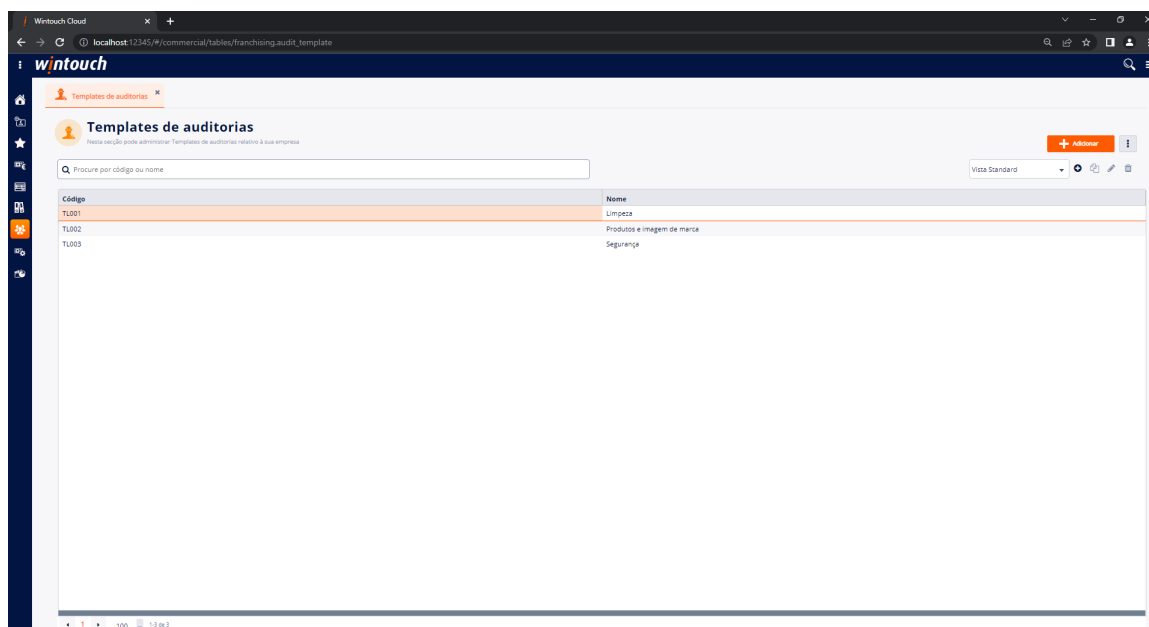 Wintouch Cloud
localhost:12345/#/commercial/tables/franchising.audit_template
wintouch
Templates de auditorias
Templates de auditorias
Nesta secção pode administrar Templates de auditorias relativo à sua empresa
Adicionar
Procure por código ou nome
Vista Standard
Código Nome
TL001 Limpeza
TL002 Produtos e imagem de marca
TL003 Segurança
1 100 1-3 de 3